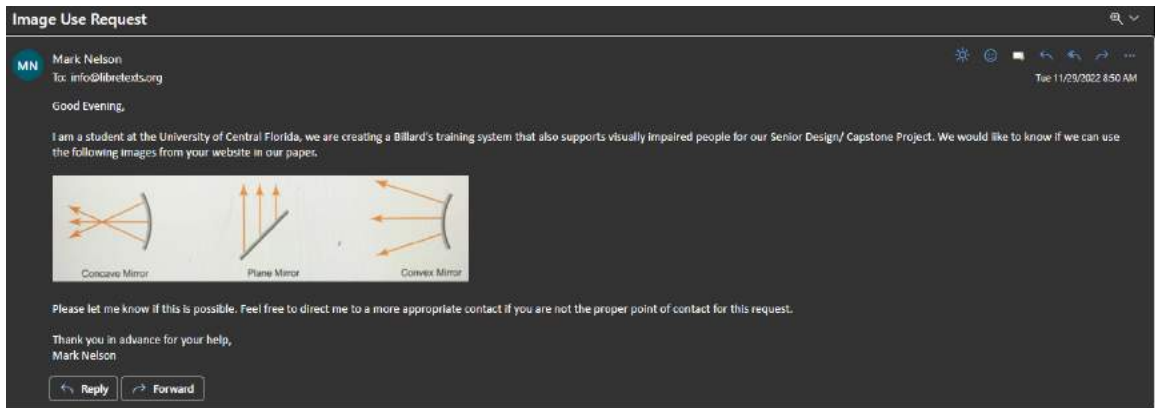 Image Use Request
MN
Mark Nelson
To: info@libretexts.org
Tue 11/29/2022 8:50 AM
Good Evening,
I am a student at the University of Central Florida, we are creating a Billard's training system that also supports visually impaired people for our Senior Design/ Capstone Project. We would like to know if we can use
the following images from your website in our paper.
Concave Mirror
Plane Mirror
Convex Mirror
Please let me know if this is possible. Feel free to direct me to a more appropriate contact if you are not the proper point of contact for this request.
Thank you in advance for your help,
Mark Nelson
Reply
Forward